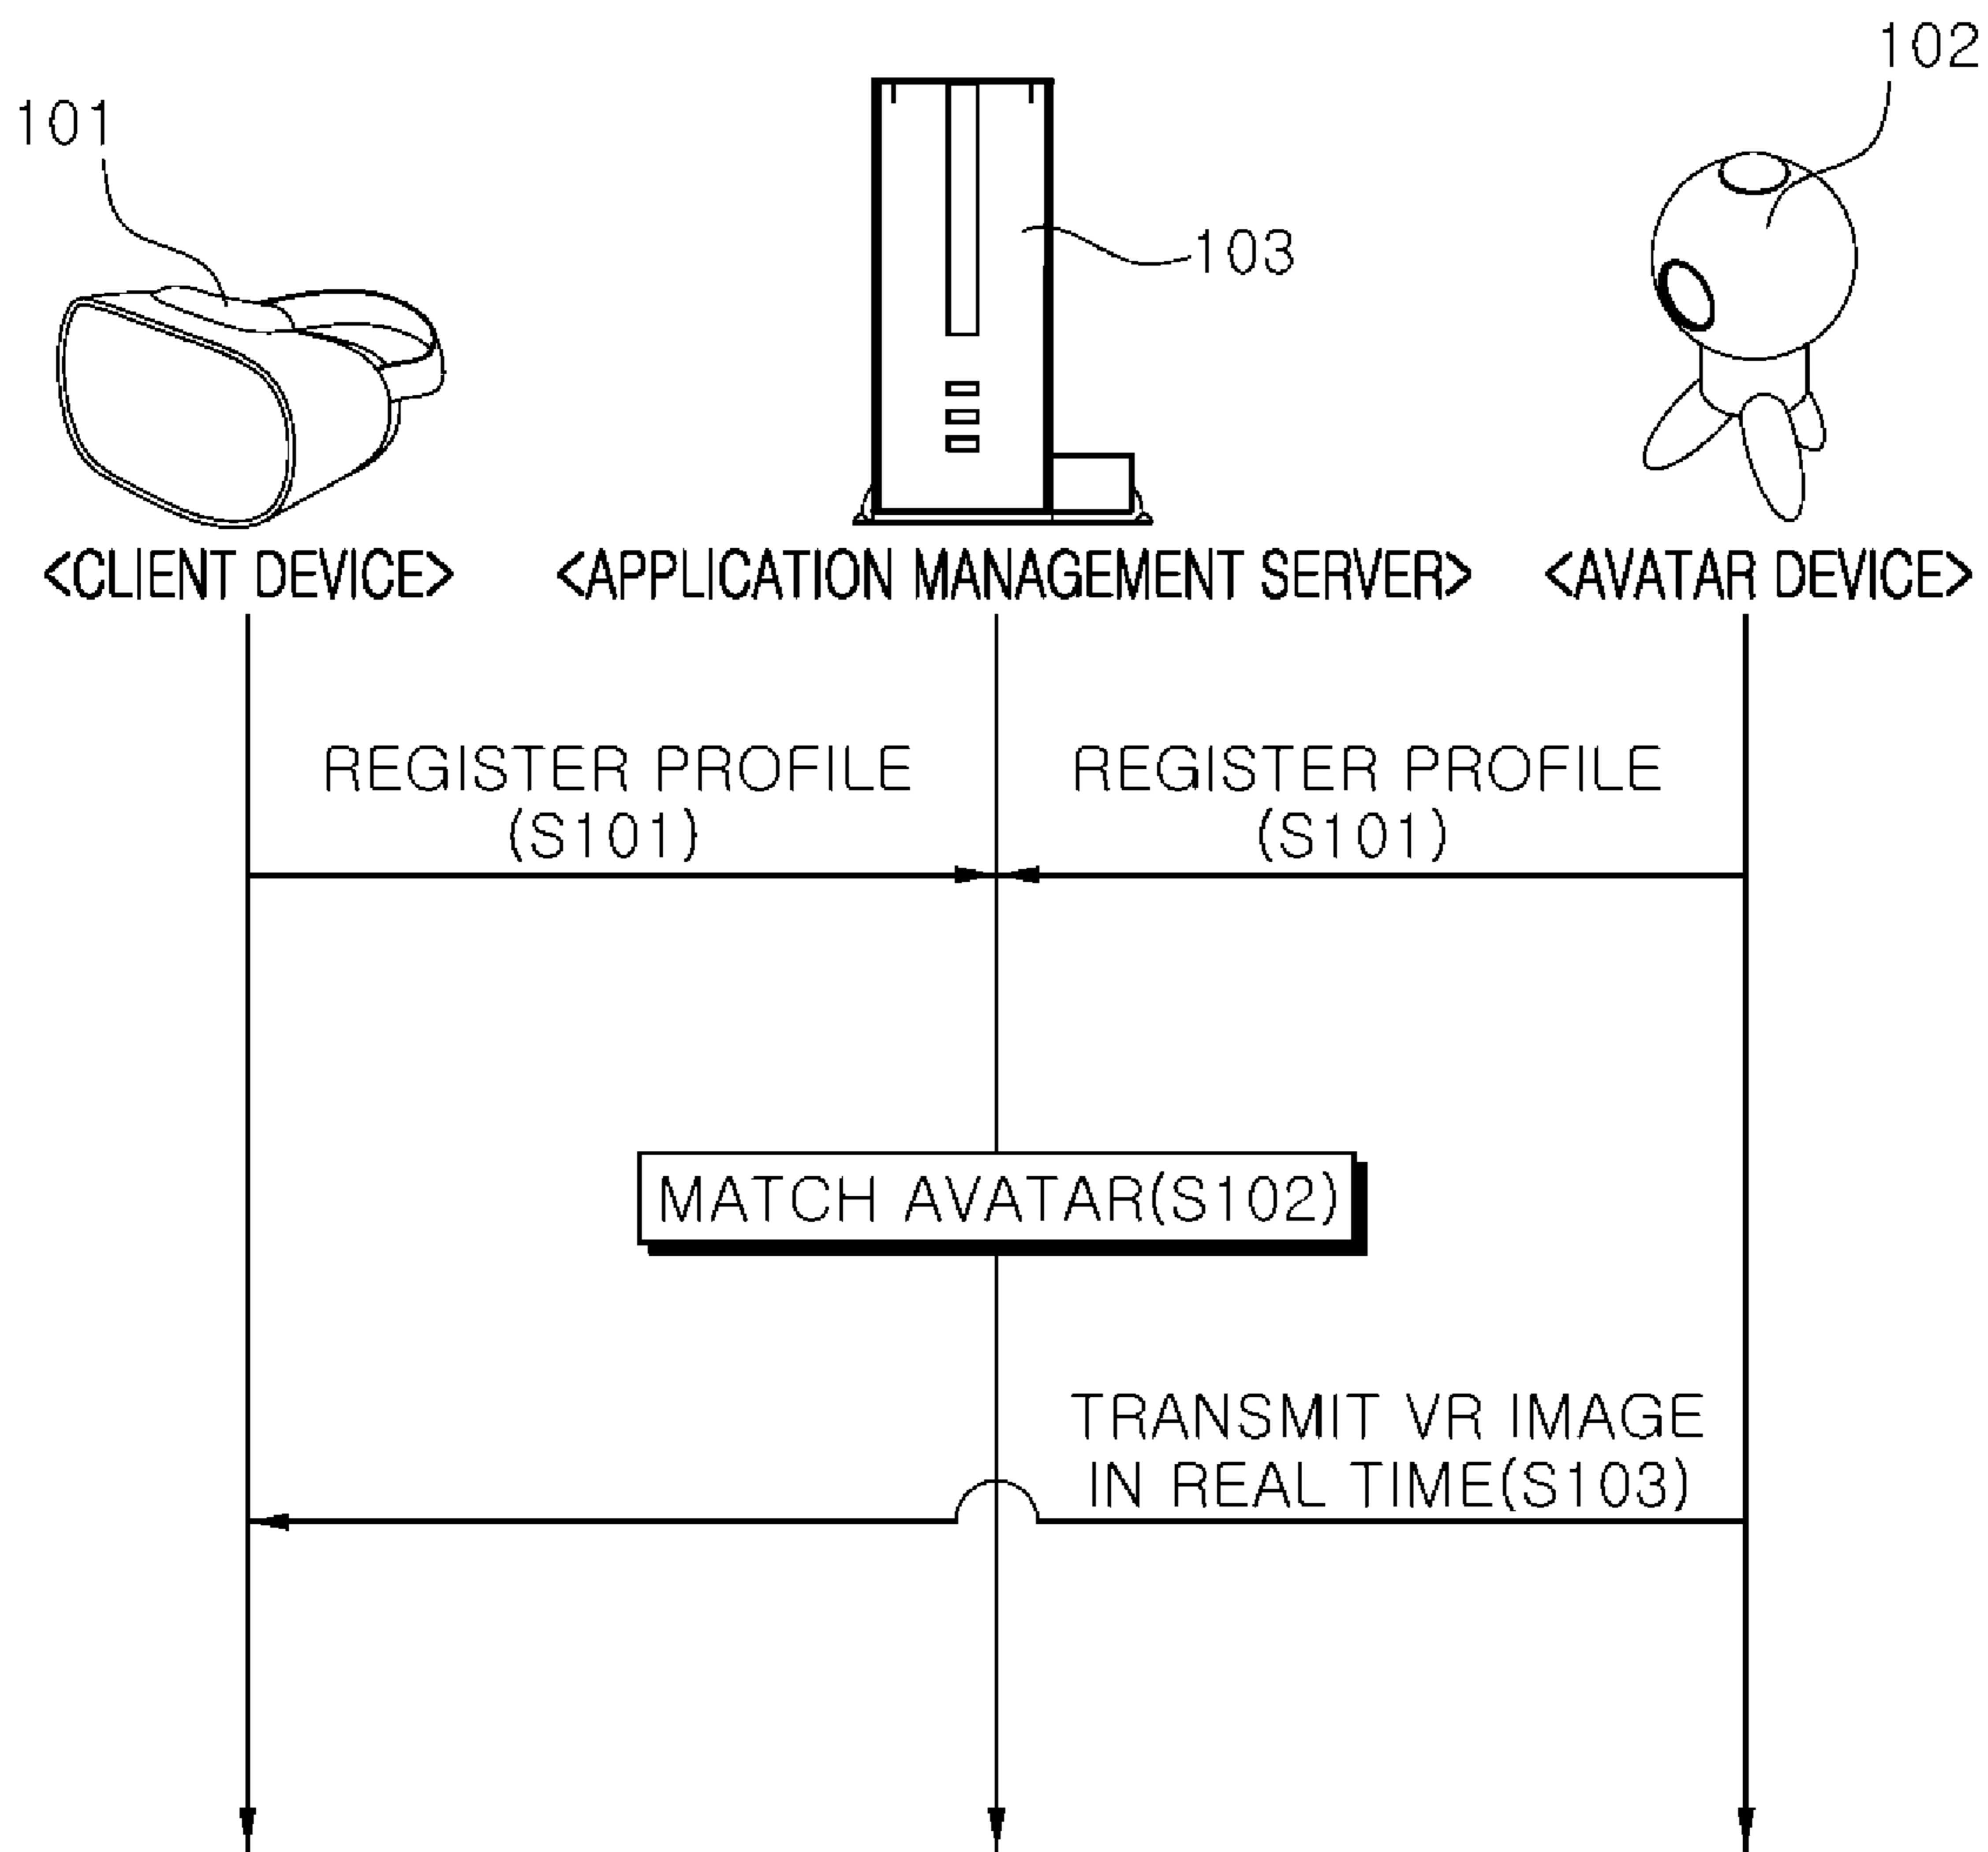 102
101
103
<CLIENT DEVICE>
<APPLICATION MANAGEMENT SERVER>
<AVATAR DEVICE>
REGISTER PROFILE
(S101)
REGISTER PROFILE
(S101)
MATCH AVATAR(S102)
TRANSMIT VR IMAGE
IN REAL TIME(S103)